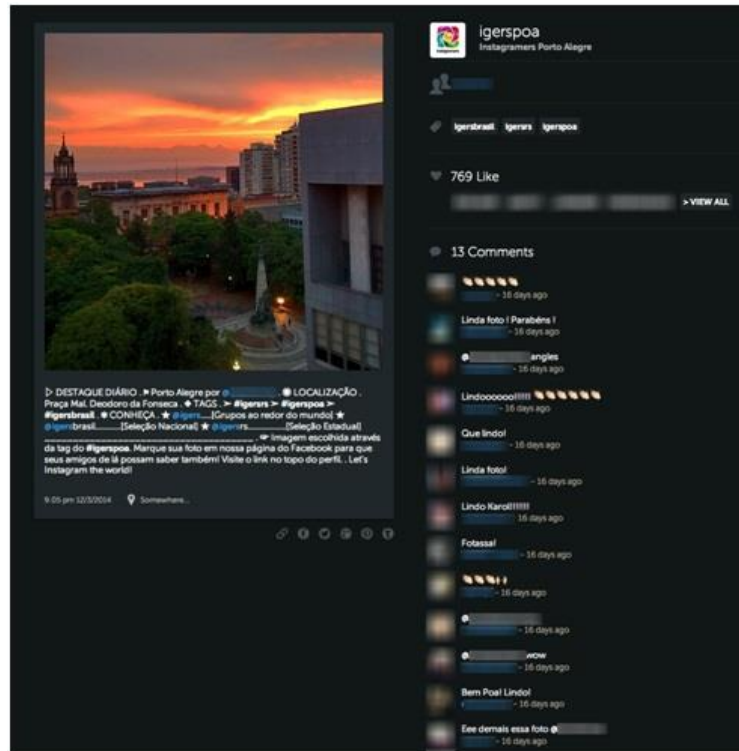 igerspoa
Instagramers Porto Alegre
igersbrasil igersrs igerspoa
769 Like
> VIEW ALL
13 Comments
- 16 days ago
Linda foto ! Parabéns !
- 16 days ago
@ angles
- 16 days ago
Lindoooooo!!!!!!
- 16 days ago
Que lindo!
- 16 days ago
Linda foto!
- 16 days ago
Lindo Karol!!!!!!!
- 16 days ago
Fotassa!
- 16 days ago
- 16 days ago
@
- 16 days ago
@ wow
- 16 days ago
Bem Poa! Lindo!
- 16 days ago
Eee demais essa foto @
- 16 days ago
▷ DESTAQUE DIÁRIO . ⚑ Porto Alegre por @ . ◉ LOCALIZAÇÃO .
Praça Mal. Deodoro da Fonseca . ◆ TAGS . ➤ #igersrs ➤ #igerspoa ➤
#igersbrasil . ✱ CONHEÇA . ★ @igers___[Grupos ao redor do mundo] ★
@igersbrasil______[Seleção Nacional] ★ @igersrs__________[Seleção Estadual]
______________________________ . ☞ Imagem escolhida através
da tag do #igerspoa. Marque sua foto em nossa página do Facebook para que
seus amigos de lá possam saber também! Visite o link no topo do perfil. . Let's
Instagram the world!
9:05 pm 12/3/2014 Somewhere...